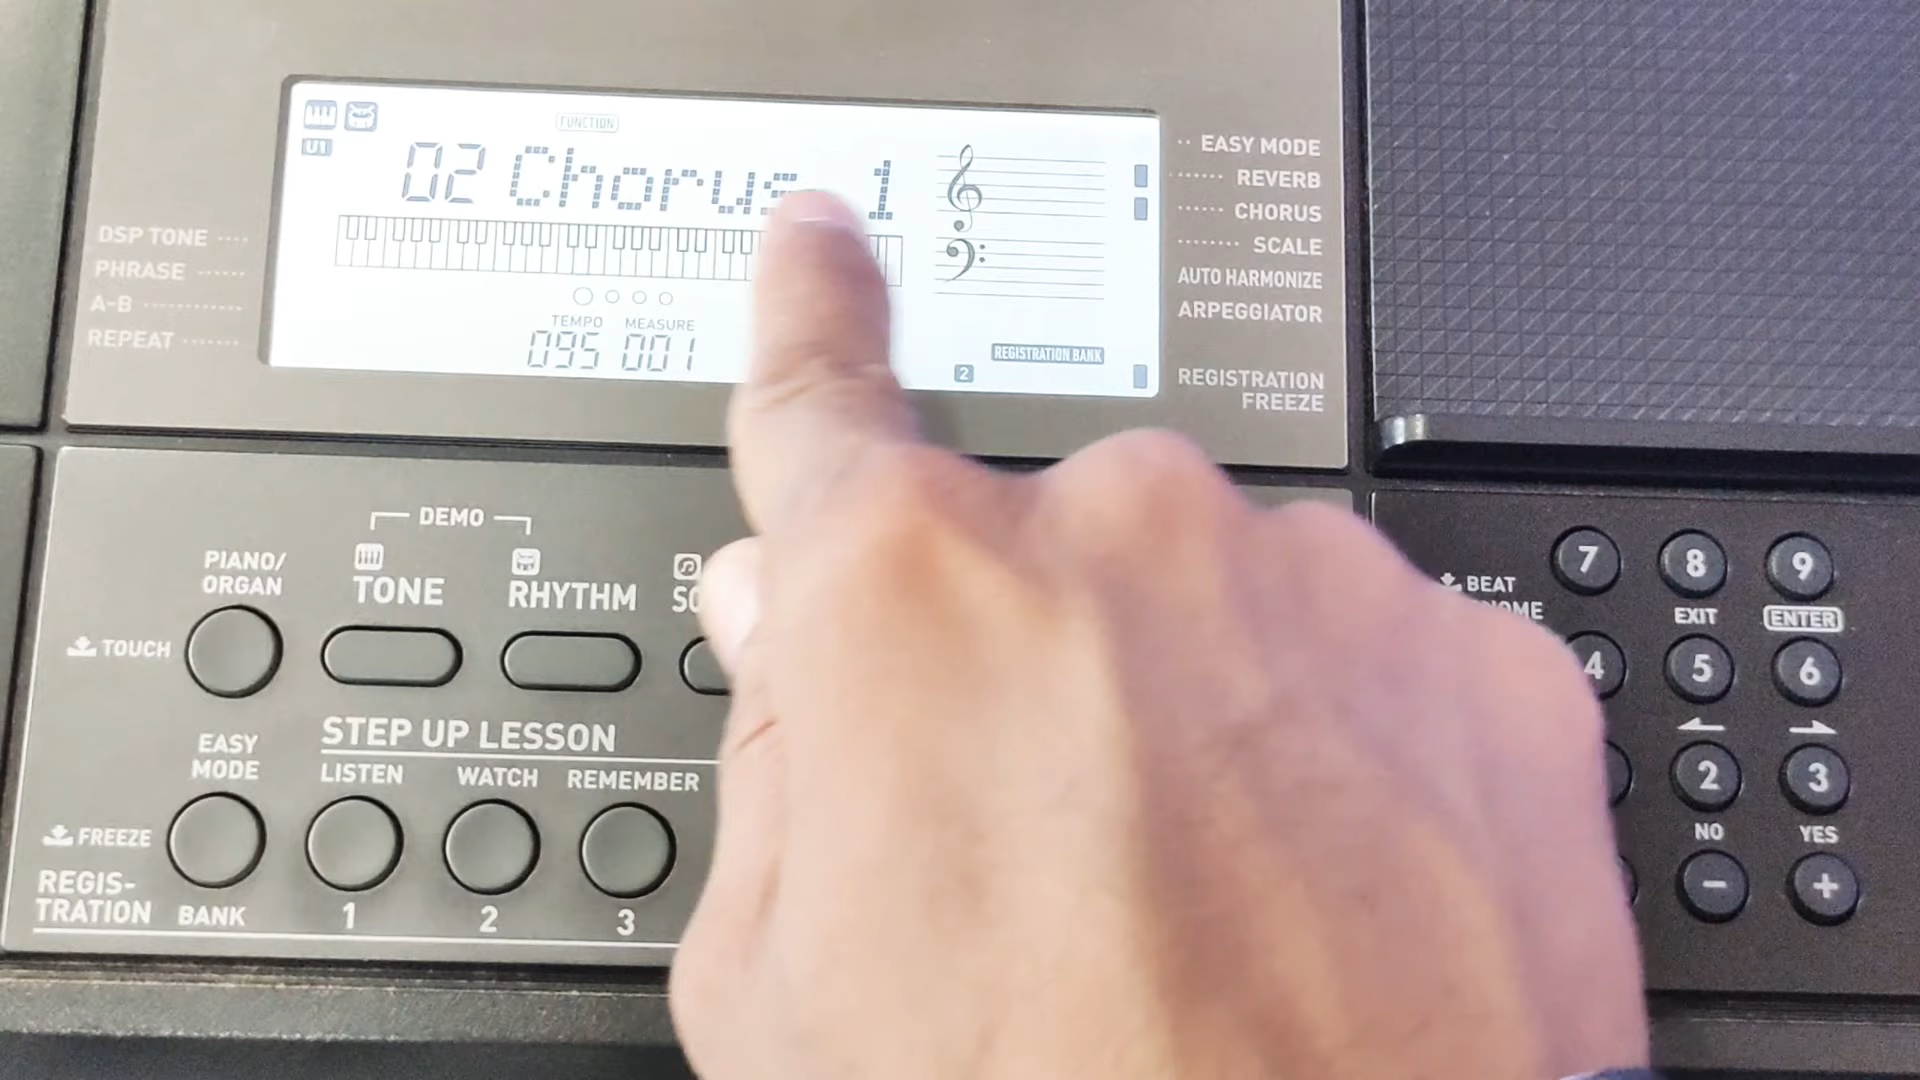 FUNCTION
U1
02 Chorus 1
TEMPO MEASURE
095 001
REGISTRATION BANK
2
DSP TONE
PHRASE
A-B
REPEAT
EASY MODE
REVERB
CHORUS
SCALE
AUTO HARMONIZE
ARPEGGIATOR
REGISTRATION
FREEZE
DEMO
PIANO/
ORGAN
TONE
RHYTHM
TOUCH
STEP UP LESSON
EASY
MODE
LISTEN
WATCH
REMEMBER
FREEZE
REGIS-
TRATION
BANK
1
2
3
BEAT
7
8
9
EXIT
ENTER
4
5
6
2
3
NO
YES
-
+